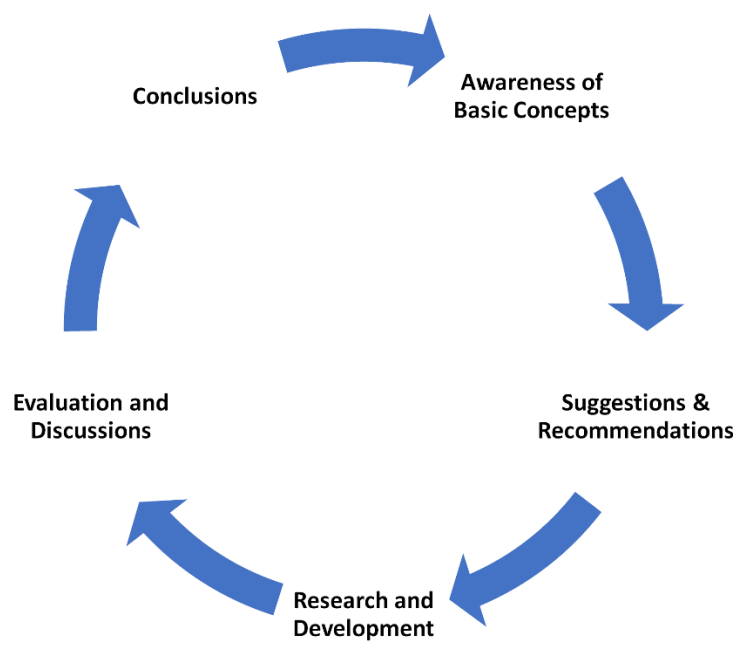 Conclusions
Awareness of
Basic Concepts
Suggestions &
Recommendations
Research and
Development
Evaluation and
Discussions